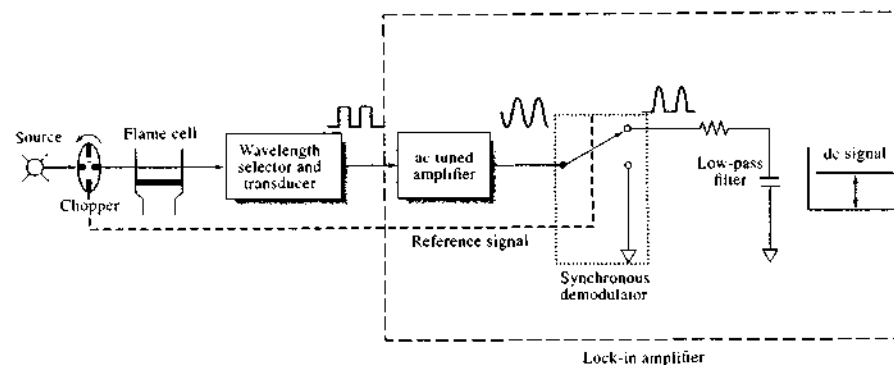 Source
Flame cell
Chopper
Wavelength
selector and
transducer
ac tuned
amplifier
Low-pass
filter
dc signal
Reference signal
Synchronous
demodulator
Lock-in amplifier